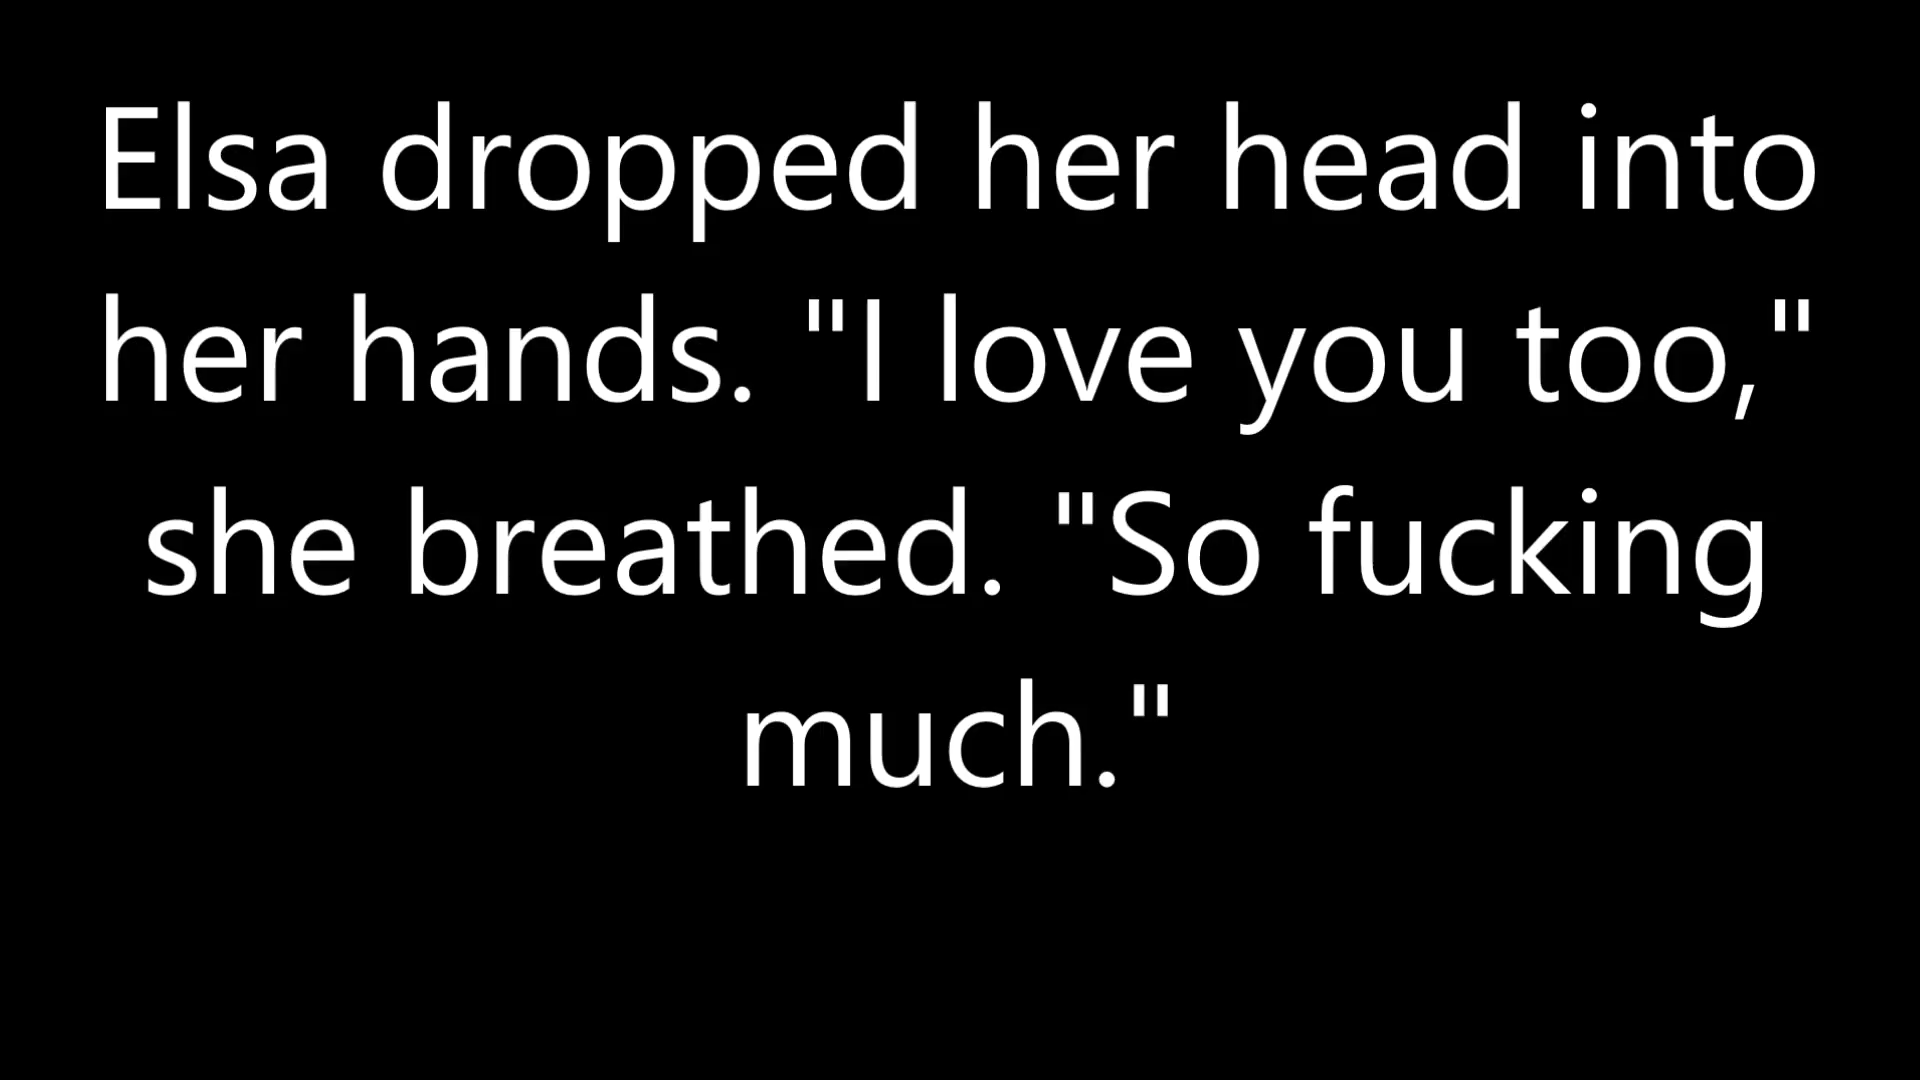 Elsa dropped her head into
her hands. "I love you too,"
she breathed. "So fucking
much."